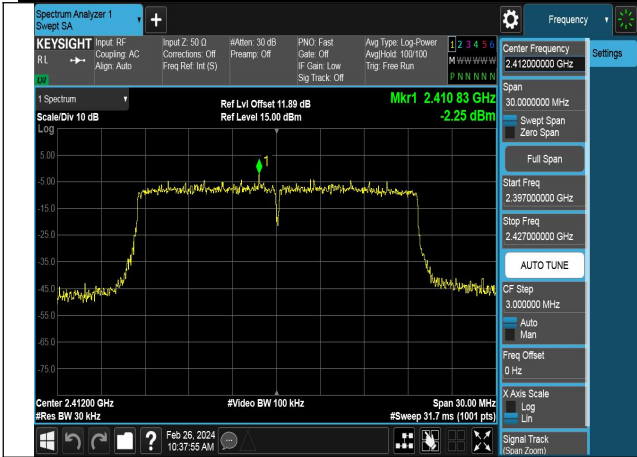 Spectrum Analyzer 1
Swept SA
+
Frequency
KEYSIGHT
R L
Input: RF
Coupling: AC
Align: Auto
Input Z: 50 Ω
Corrections: Off
Freq Ref: Int (S)
#Atten: 30 dB
Preamp: Off
PNO: Fast
Gate: Off
IF Gain: Low
Sig Track: Off
Avg Type: Log-Power
Avg|Hold: 100/100
Trig: Free Run
1 2 3 4 5 6
M W W W W W
P N N N N N
1 Spectrum
Scale/Div 10 dB
Ref Lvl Offset 11.89 dB
Ref Level 15.00 dBm
Mkr1 2.410 83 GHz
-2.25 dBm
Log
5.00
-5.00
-15.0
-25.0
-35.0
-45.0
-55.0
-65.0
-75.0
1
Center 2.41200 GHz
#Res BW 30 kHz
#Video BW 100 kHz
Span 30.00 MHz
#Sweep 31.7 ms (1001 pts)
Feb 26, 2024
10:37:55 AM
?
Center Frequency
2.412000000 GHz
Settings
Span
30.0000000 MHz
Swept Span
Zero Span
Full Span
Start Freq
2.397000000 GHz
Stop Freq
2.427000000 GHz
AUTO TUNE
CF Step
3.000000 MHz
Auto
Man
Freq Offset
0 Hz
X Axis Scale
Log
Lin
Signal Track
(Span Zoom)